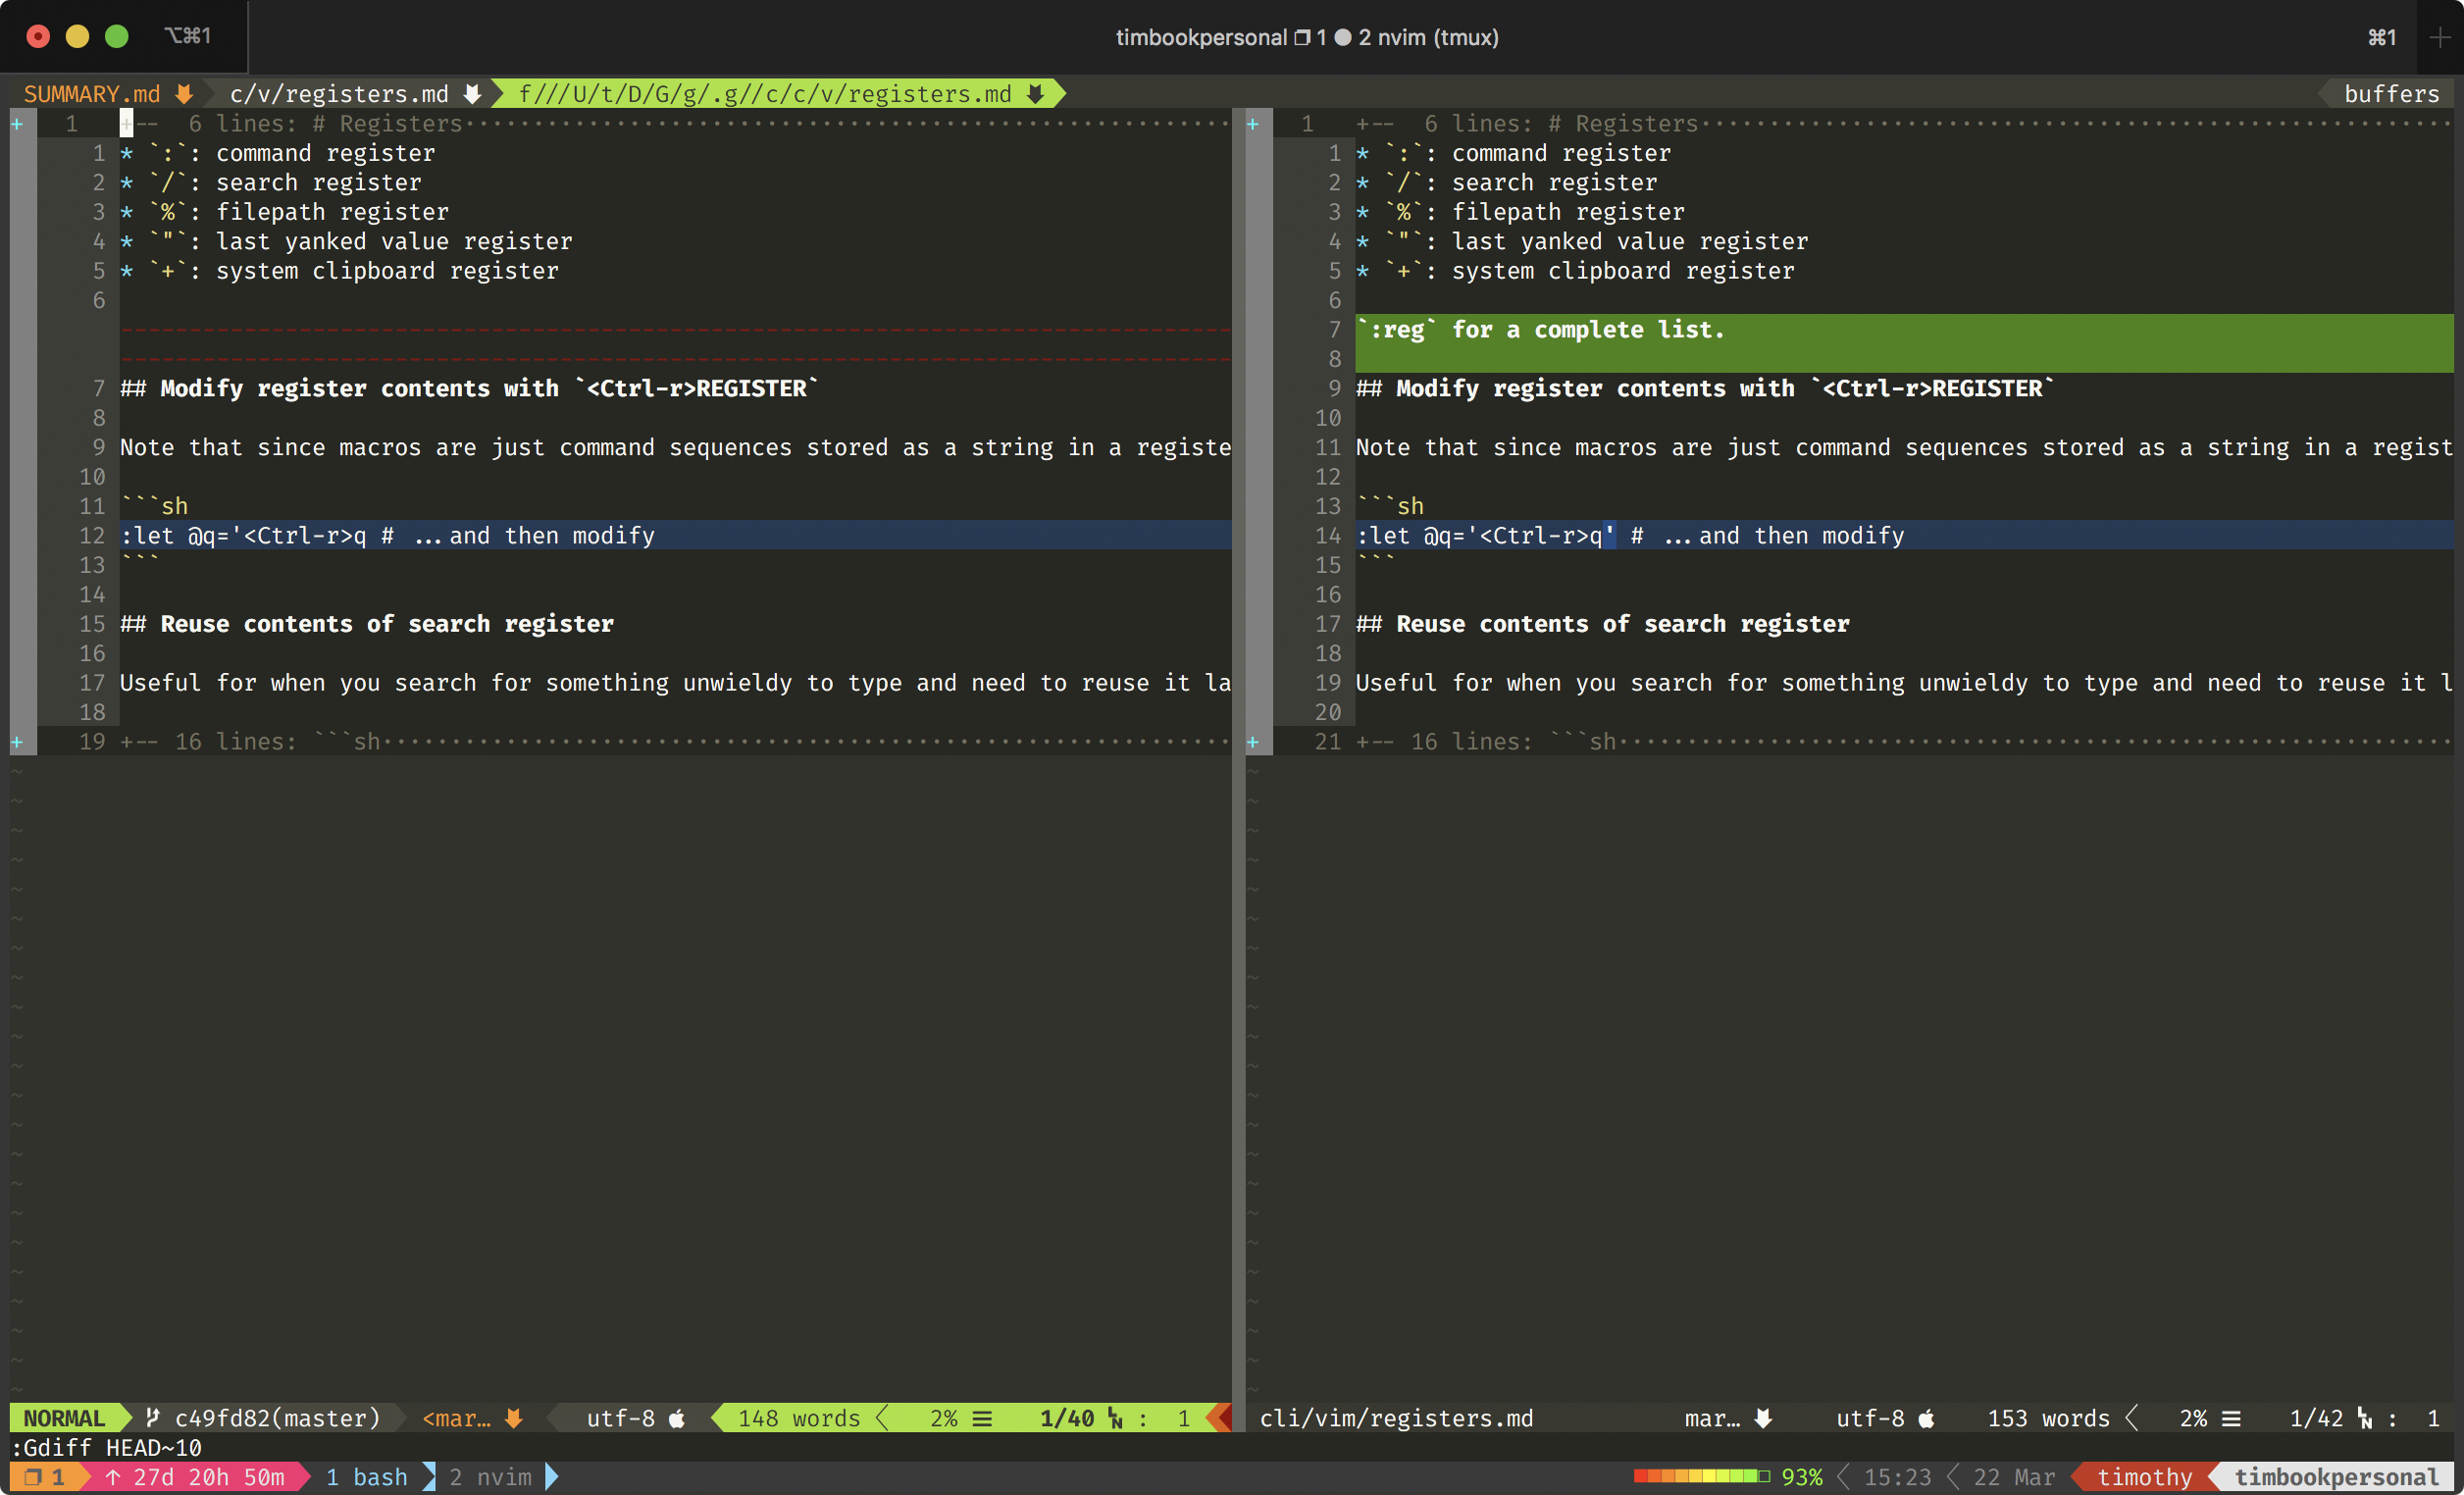 ⌥⌘1 timbookpersonal 1 ● 2 nvim (tmux) ⌘1 +
SUMMARY.md c/v/registers.md f///U/t/D/G/g/.g//c/c/v/registers.md buffers
+ 1 +-- 6 lines: # Registers
1 * `:`: command register
2 * `/`: search register
3 * `%`: filepath register
4 * `"`: last yanked value register
5 * `+`: system clipboard register
6
7 ## Modify register contents with `<Ctrl-r>REGISTER`
8
9 Note that since macros are just command sequences stored as a string in a registe
10
11 ```sh
12 :let @q='<Ctrl-r>q # ...and then modify
13 ```
14
15 ## Reuse contents of search register
16
17 Useful for when you search for something unwieldy to type and need to reuse it la
18
+ 19 +-- 16 lines: ```sh
+ 1 +-- 6 lines: # Registers
1 * `:`: command register
2 * `/`: search register
3 * `%`: filepath register
4 * `"`: last yanked value register
5 * `+`: system clipboard register
6
7 `:reg` for a complete list.
8
9 ## Modify register contents with `<Ctrl-r>REGISTER`
10
11 Note that since macros are just command sequences stored as a string in a regist
12
13 ```sh
14 :let @q='<Ctrl-r>q' # ...and then modify
15 ```
16
17 ## Reuse contents of search register
18
19 Useful for when you search for something unwieldy to type and need to reuse it l
20
+ 21 +-- 16 lines: ```sh
NORMAL c49fd82(master) <mar… utf-8 148 words 2% ☰ 1/40 : 1
cli/vim/registers.md mar… utf-8 153 words 2% ☰ 1/42 : 1
:Gdiff HEAD~10
1 ↑ 27d 20h 50m 1 bash 2 nvim 93% 15:23 22 Mar timothy timbookpersonal